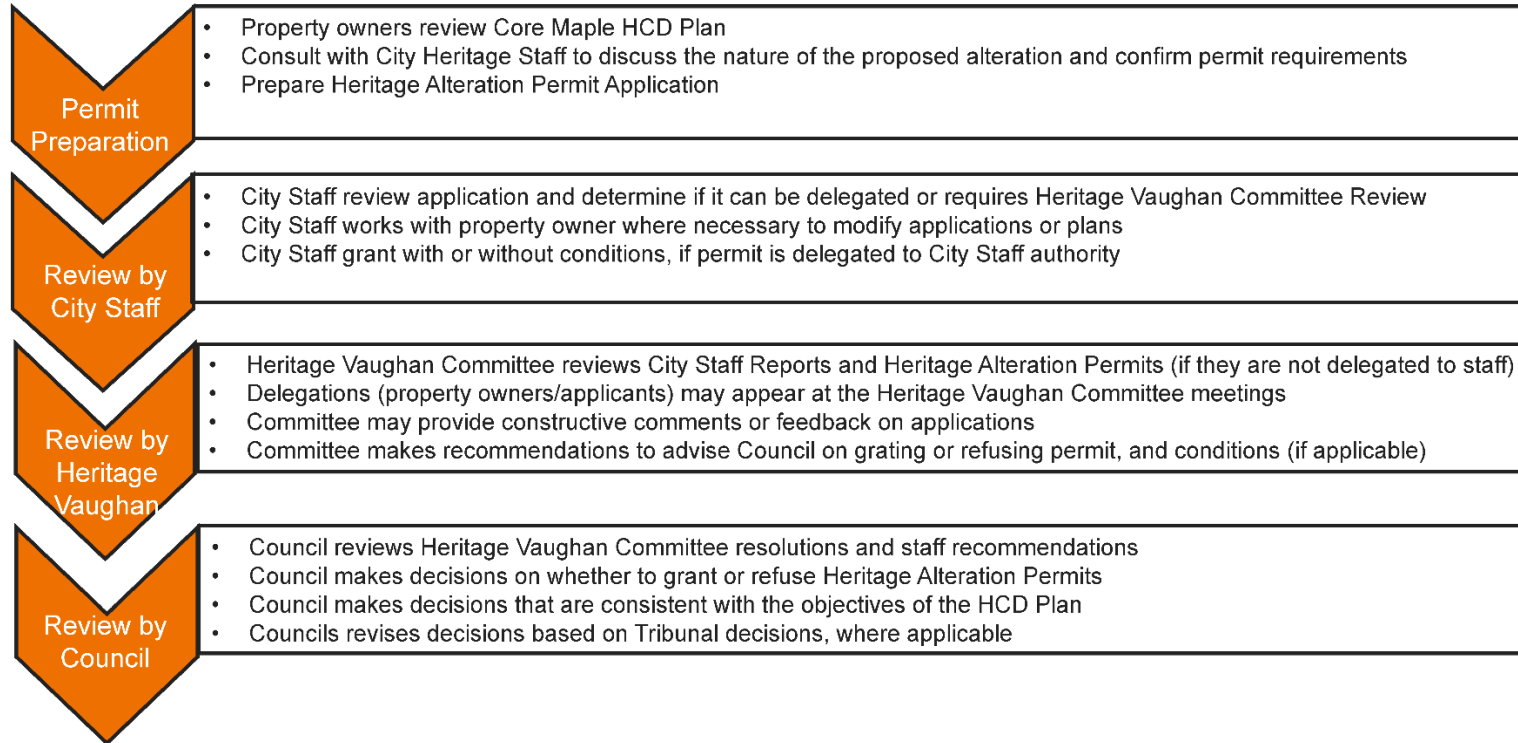 • Property owners review Core Maple HCD Plan
• Consult with City Heritage Staff to discuss the nature of the proposed alteration and confirm permit requirements
• Prepare Heritage Alteration Permit Application
Permit
Preparation
• City Staff review application and determine if it can be delegated or requires Heritage Vaughan Committee Review
• City Staff works with property owner where necessary to modify applications or plans
• City Staff grant with or without conditions, if permit is delegated to City Staff authority
Review by
City Staff
• Heritage Vaughan Committee reviews City Staff Reports and Heritage Alteration Permits (if they are not delegated to staff)
• Delegations (property owners/applicants) may appear at the Heritage Vaughan Committee meetings
• Committee may provide constructive comments or feedback on applications
• Committee makes recommendations to advise Council on grating or refusing permit, and conditions (if applicable)
Review by
Heritage
Vaughan
• Council reviews Heritage Vaughan Committee resolutions and staff recommendations
• Council makes decisions on whether to grant or refuse Heritage Alteration Permits
• Council makes decisions that are consistent with the objectives of the HCD Plan
• Councils revises decisions based on Tribunal decisions, where applicable
Review by
Council